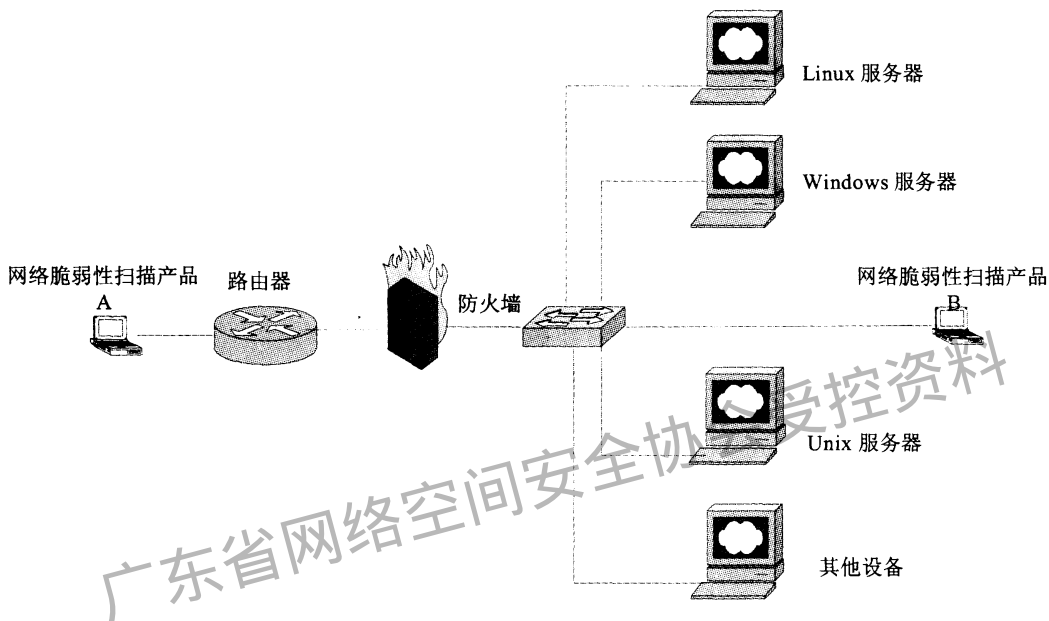 Linux 服务器
Windows 服务器
网络脆弱性扫描产品
A
路由器
防火墙
网络脆弱性扫描产品
B
Unix 服务器
其他设备
广东省网络空间安全协会受控资料